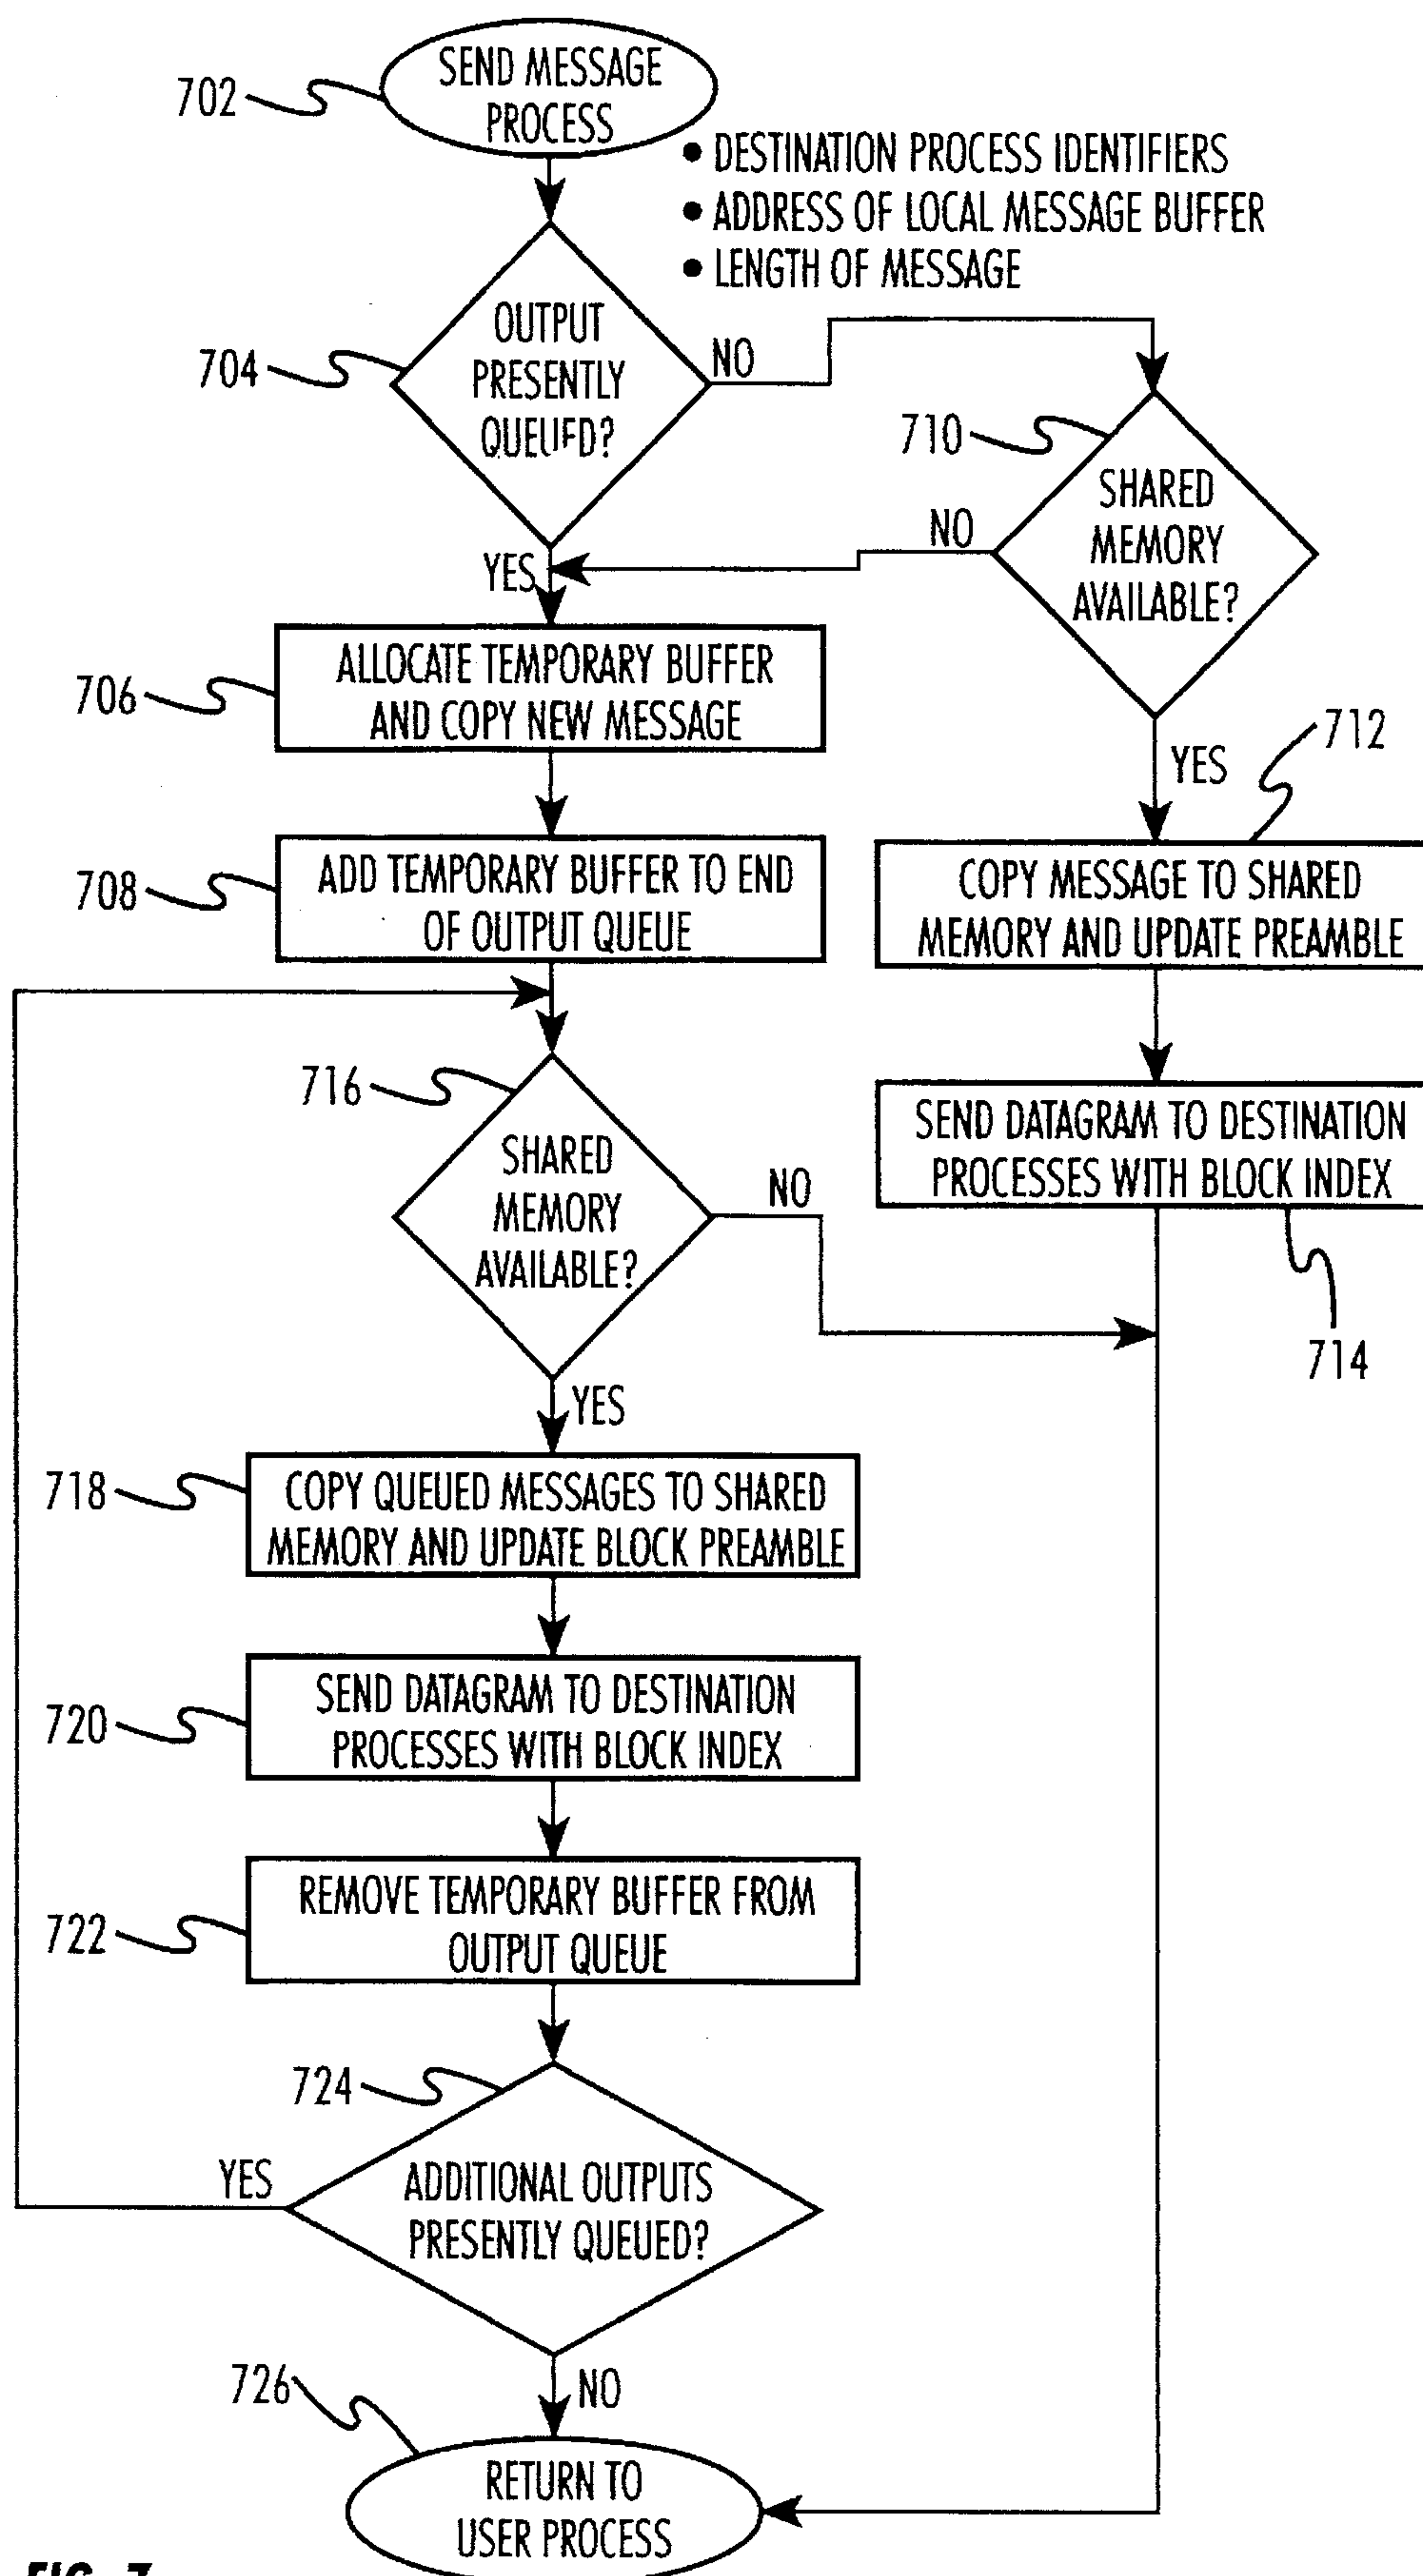 SEND MESSAGE
PROCESS
702
● DESTINATION PROCESS IDENTIFIERS
● ADDRESS OF LOCAL MESSAGE BUFFER
● LENGTH OF MESSAGE
OUTPUT
PRESENTLY
QUEUED?
704
NO
710
SHARED
MEMORY
AVAILABLE?
NO
YES
ALLOCATE TEMPORARY BUFFER
AND COPY NEW MESSAGE
706
YES
712
ADD TEMPORARY BUFFER TO END
OF OUTPUT QUEUE
708
COPY MESSAGE TO SHARED
MEMORY AND UPDATE PREAMBLE
716
SHARED
MEMORY
AVAILABLE?
NO
SEND DATAGRAM TO DESTINATION
PROCESSES WITH BLOCK INDEX
714
YES
718
COPY QUEUED MESSAGES TO SHARED
MEMORY AND UPDATE BLOCK PREAMBLE
720
SEND DATAGRAM TO DESTINATION
PROCESSES WITH BLOCK INDEX
722
REMOVE TEMPORARY BUFFER FROM
OUTPUT QUEUE
724
YES
ADDITIONAL OUTPUTS
PRESENTLY QUEUED?
726
NO
RETURN TO
USER PROCESS